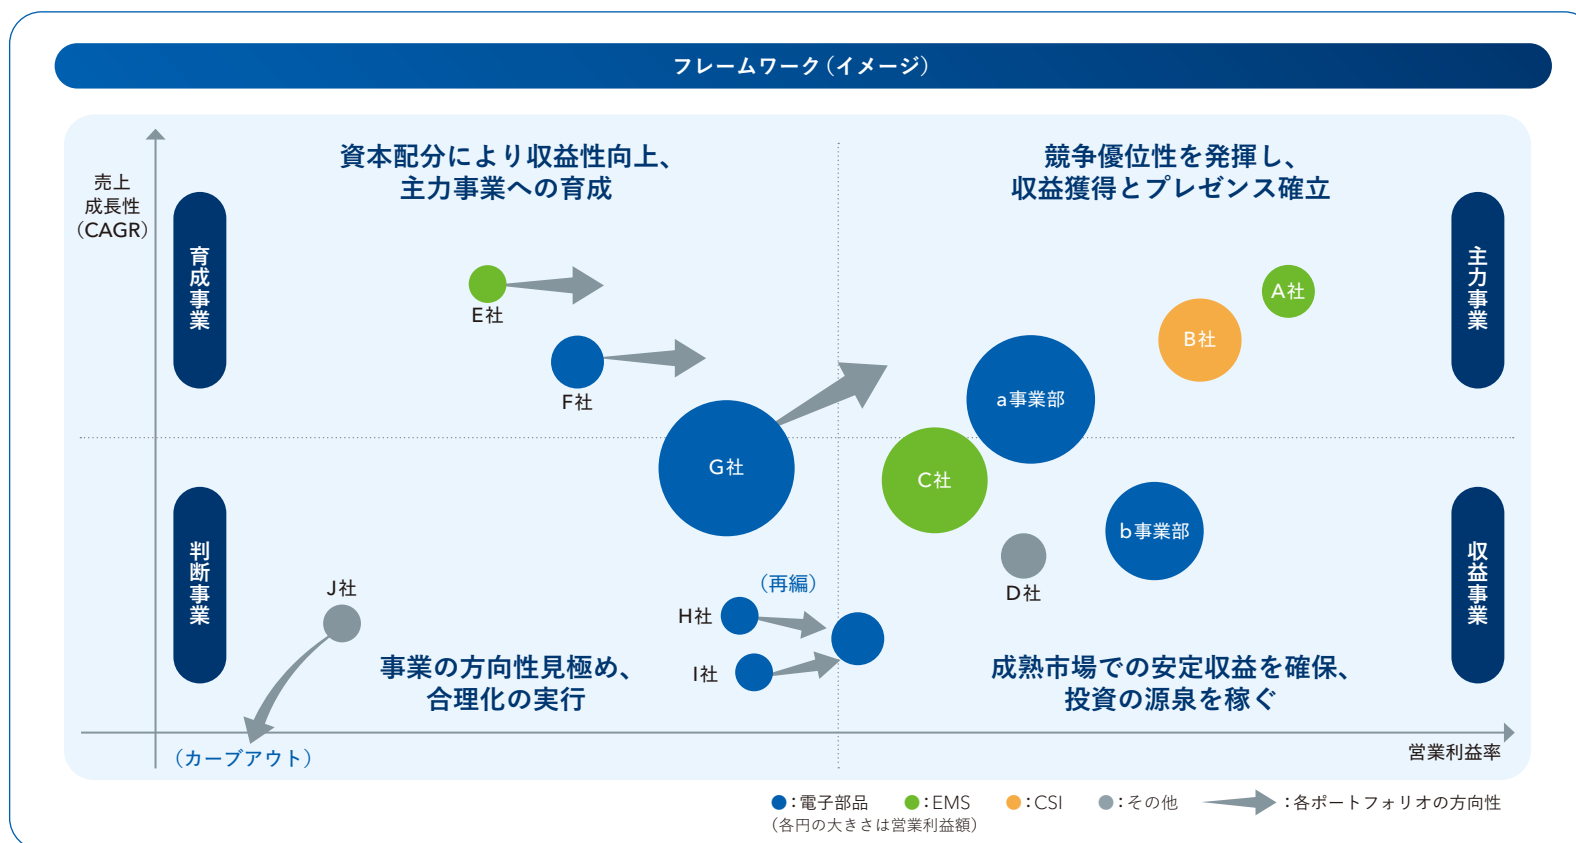 フレームワーク（イメージ）
売上
成長性
（CAGR）
資本配分により収益性向上、
主力事業への育成
競争優位性を発揮し、
収益獲得とプレゼンス確立
育成事業
主力事業
E社
F社
G社
A社
B社
a事業部
C社
b事業部
D社
判断事業
収益事業
J社
（再編）
H社
I社
事業の方向性見極め、
合理化の実行
成熟市場での安定収益を確保、
投資の源泉を稼ぐ
（カーブアウト）
営業利益率
：電子部品 ：EMS ：CSI ：その他 ：各ポートフォリオの方向性
（各円の大きさは営業利益額）